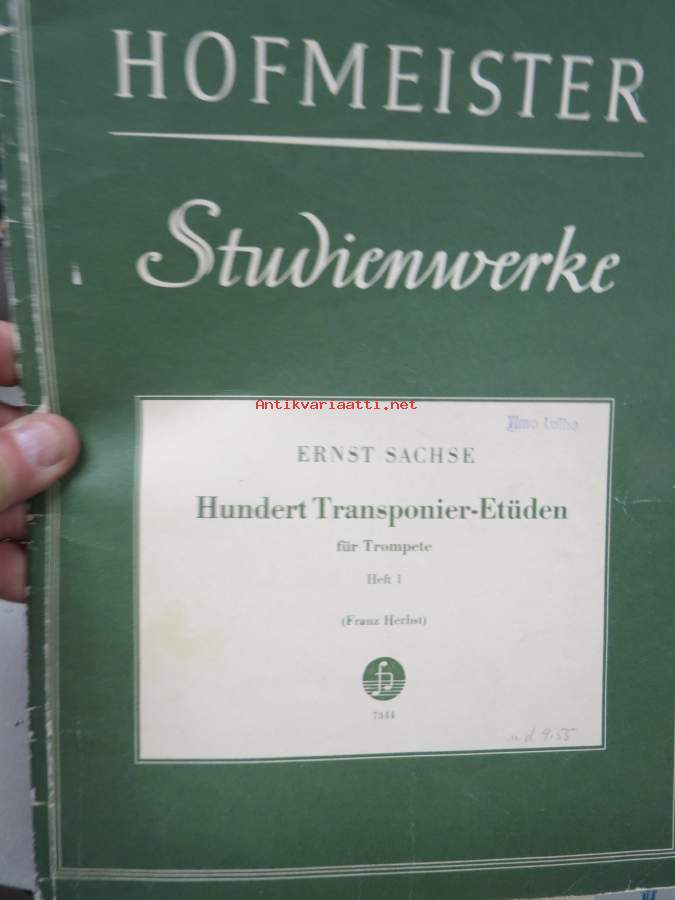 HOFMEISTER
Studienwerke
Antikvariaatti.net
ERNST SACHSE
Hundert Transponier-Etüden
für Trompete
Heft 1
(Franz Herbst)
7344